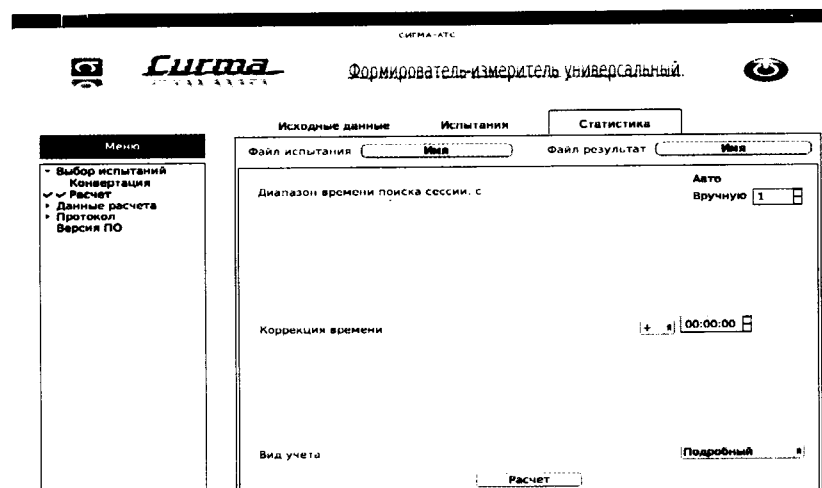 СИГМА-АТС
Сигма
Формирователь-измеритель универсальный.
Исходные данные Испытания Статистика
Меню
Файл испытания Имя Файл результат Имя
Выбор испытаний
Конвертация
Расчет
Данные расчета
Протокол
Версия ПО
Диапазон времени поиска сессии, с
Авто
Вручную 1
Коррекция времени + 00:00:00
Вид учета Подробный
Расчет